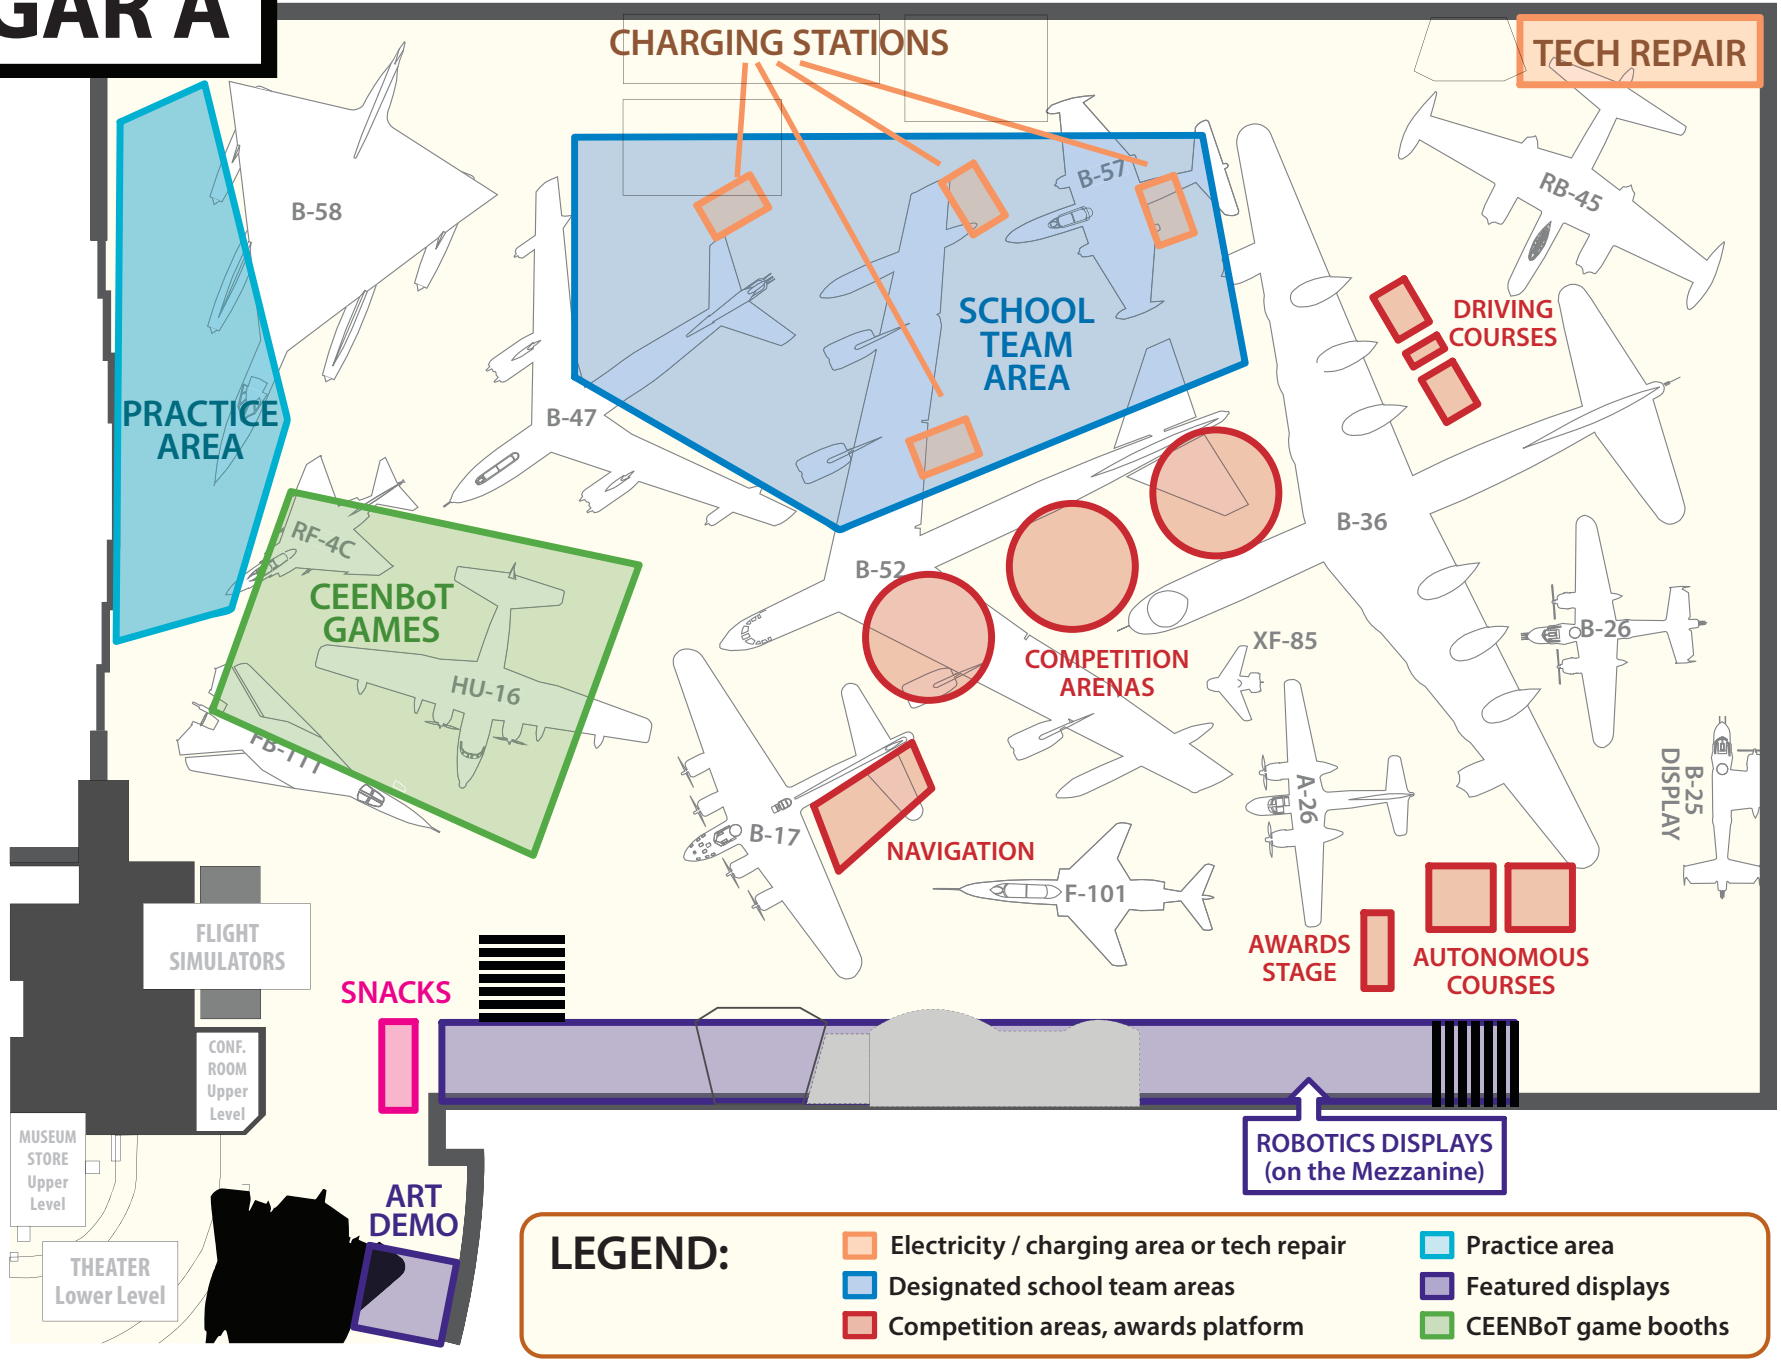 GAR A
CHARGING STATIONS
TECH REPAIR
B-58
B-57
RB-45
SCHOOL
TEAM
AREA
DRIVING
COURSES
PRACTICE
AREA
B-47
RF-4C
B-36
B-52
CEENBoT
GAMES
HU-16
XF-85
B-26
COMPETITION
ARENAS
FB-111
B-17
A-26
B-25
DISPLAY
NAVIGATION
F-101
FLIGHT
SIMULATORS
AWARDS
STAGE
AUTONOMOUS
COURSES
SNACKS
CONF.
ROOM
Upper
Level
MUSEUM
STORE
Upper
Level
ROBOTICS DISPLAYS
(on the Mezzanine)
ART
DEMO
THEATER
Lower Level
LEGEND:
Electricity / charging area or tech repair
Designated school team areas
Competition areas, awards platform
Practice area
Featured displays
CEENBoT game booths